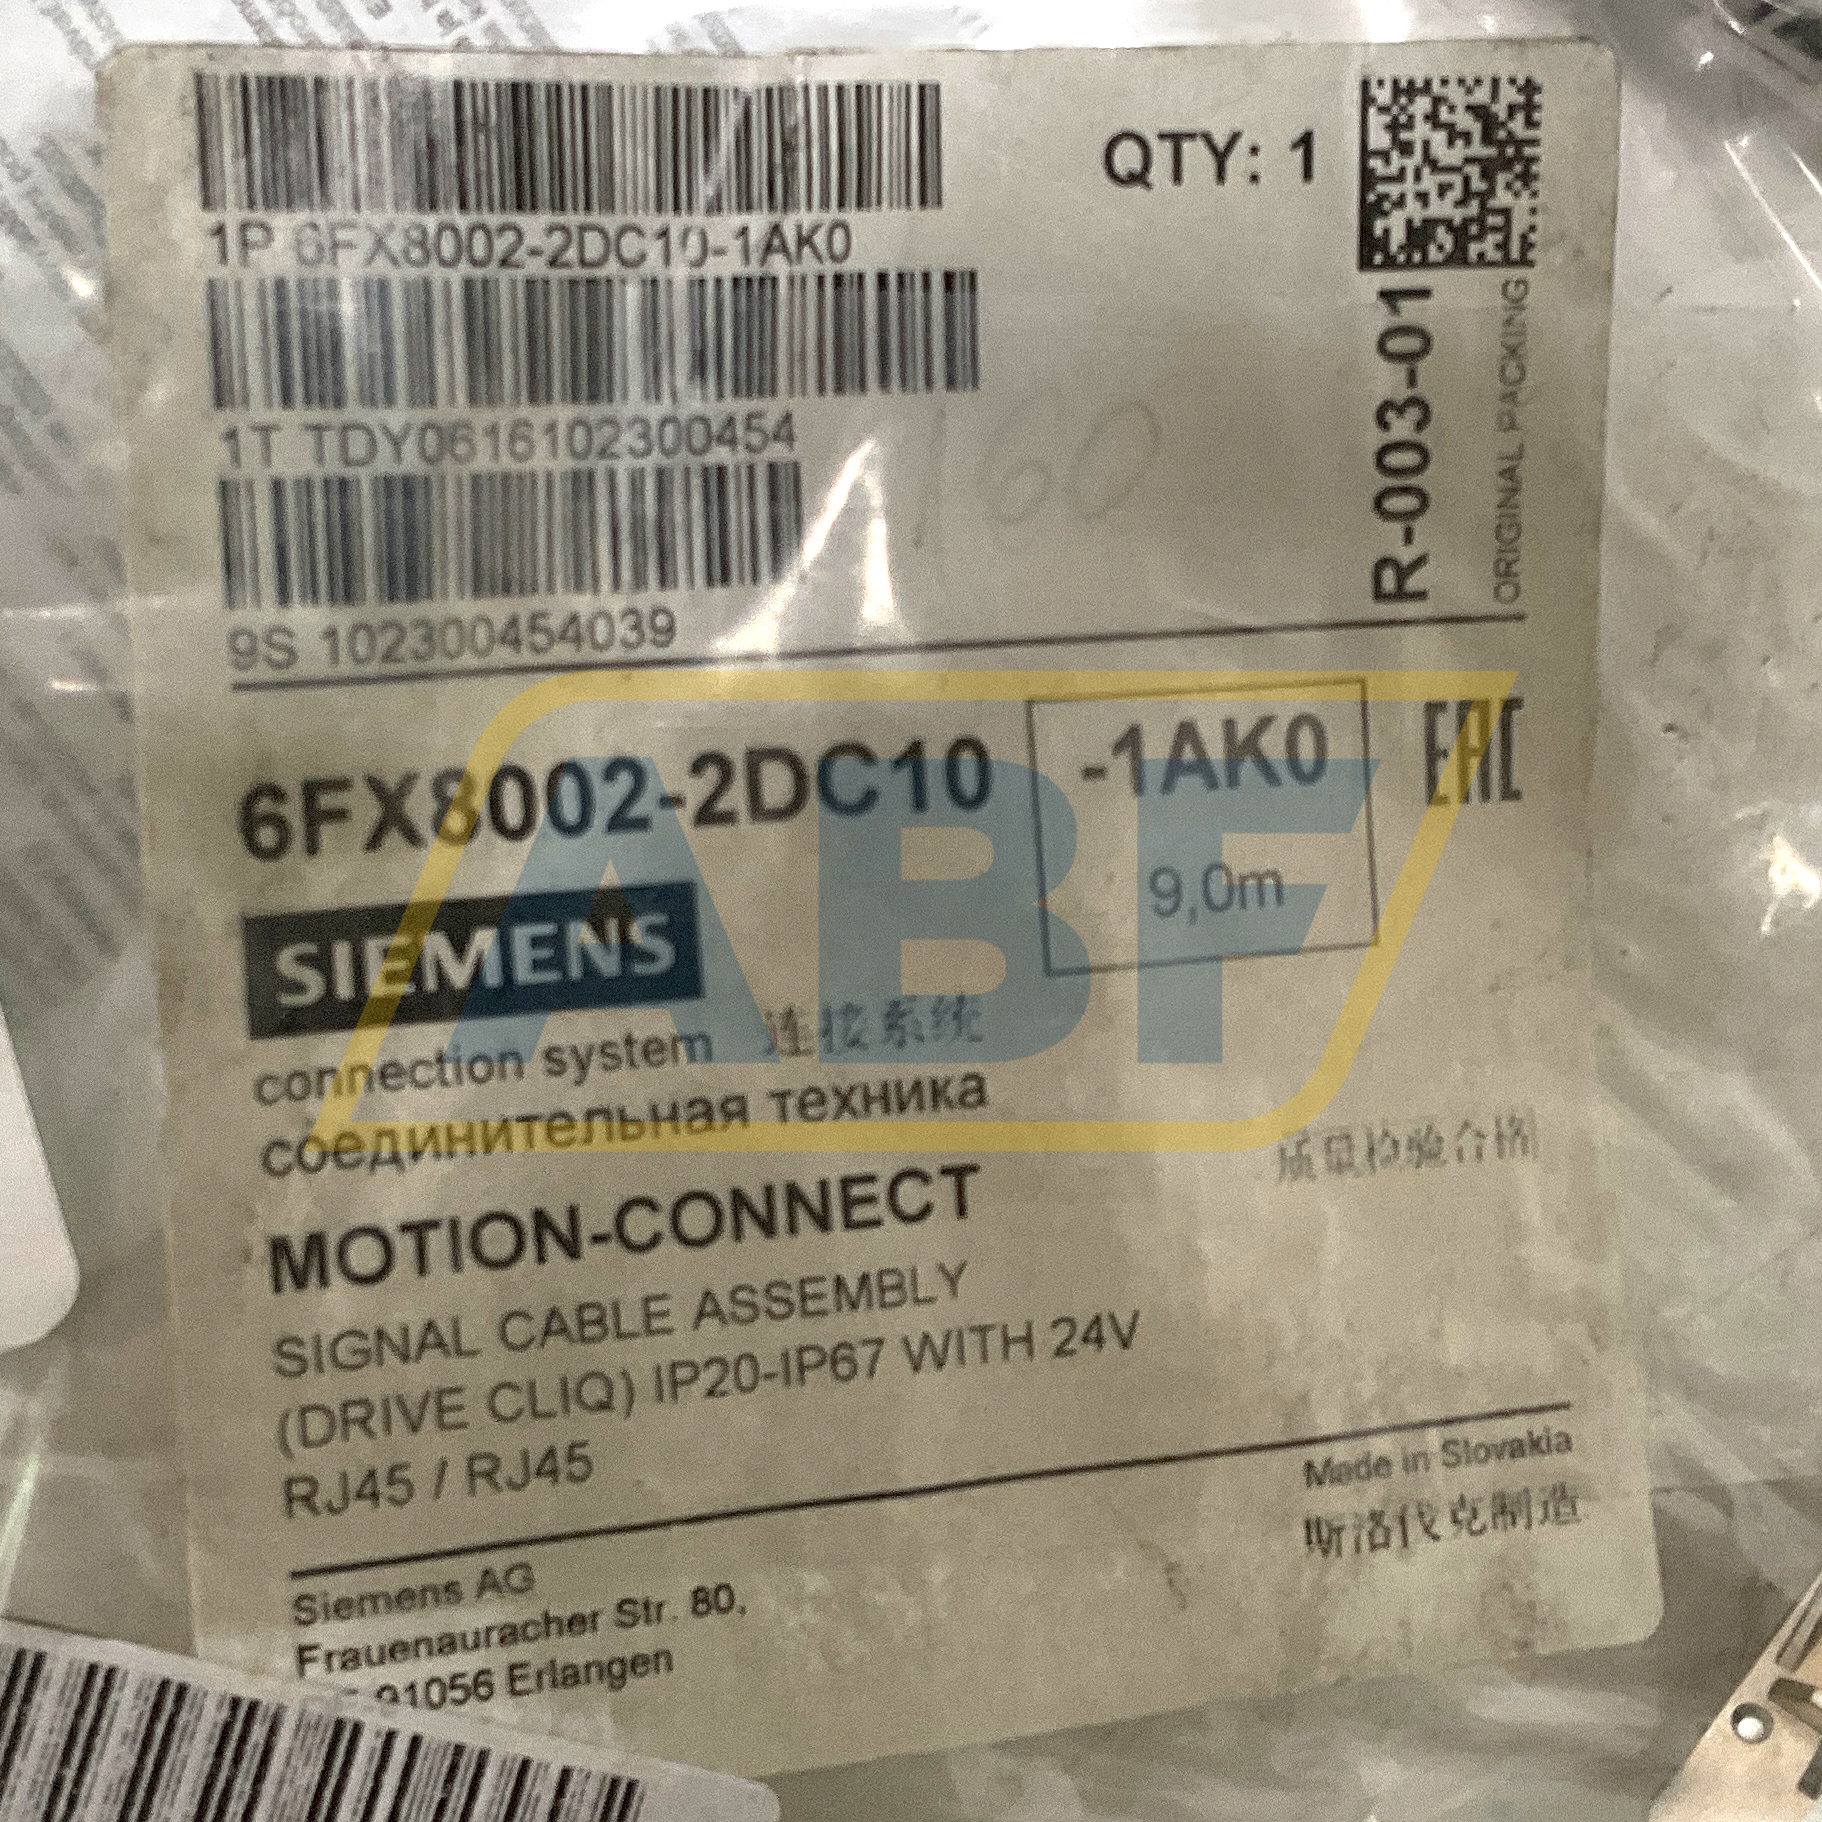 QTY: 1
1P 6FX8002-2DC10-1AK0
1T TDY0616102300454
9S 102300454039
R-003-01
ORIGINAL PACKING
160
6FX8002-2DC10
-1AK0
9,0m
EAC
ABF
SIEMENS
connection system 连接系统
соединительная техника
质量检验合格
MOTION-CONNECT
SIGNAL CABLE ASSEMBLY
(DRIVE CLIQ) IP20-IP67 WITH 24V
RJ45 / RJ45
Made in Slovakia
斯洛伐克制造
Siemens AG
Frauenauracher Str. 80,
91056 Erlangen